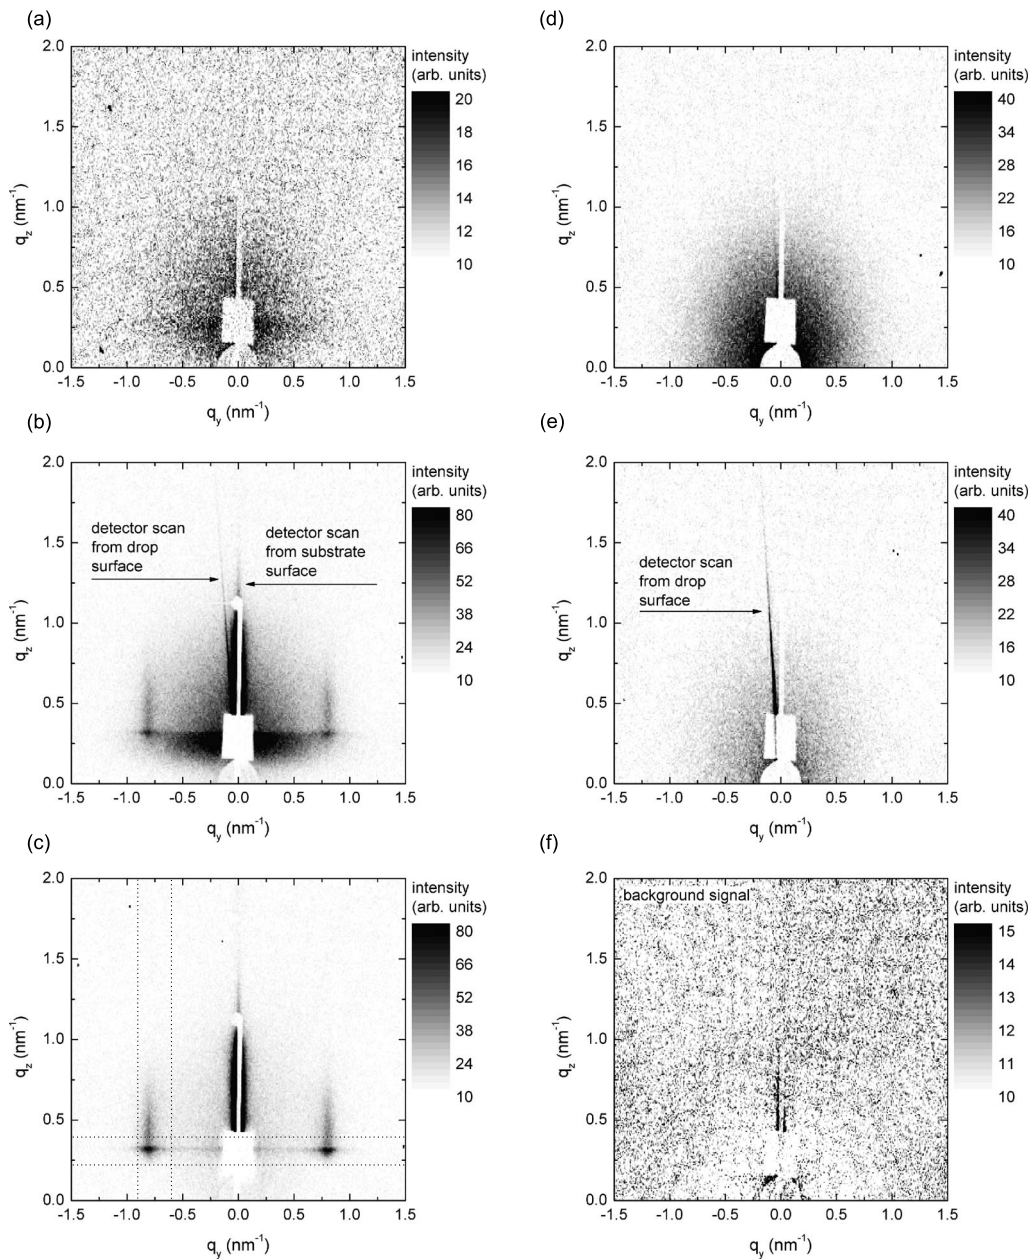 (a)
2.0
1.5
1.0
0.5
0.0
q_z (nm⁻¹)
-1.5 -1.0 -0.5 0.0 0.5 1.0 1.5
q_y (nm⁻¹)
intensity
(arb. units)
20
18
16
14
12
10
(d)
2.0
1.5
1.0
0.5
0.0
q_z (nm⁻¹)
-1.5 -1.0 -0.5 0.0 0.5 1.0 1.5
q_y (nm⁻¹)
intensity
(arb. units)
40
34
28
22
16
10
(b)
2.0
1.5
1.0
0.5
0.0
q_z (nm⁻¹)
detector scan
from drop
surface
detector scan
from substrate
surface
-1.5 -1.0 -0.5 0.0 0.5 1.0 1.5
q_y (nm⁻¹)
intensity
(arb. units)
80
66
52
38
24
10
(e)
2.0
1.5
1.0
0.5
0.0
q_z (nm⁻¹)
detector scan
from drop
surface
-1.5 -1.0 -0.5 0.0 0.5 1.0 1.5
q_y (nm⁻¹)
intensity
(arb. units)
40
34
28
22
16
10
(c)
2.0
1.5
1.0
0.5
0.0
q_z (nm⁻¹)
-1.5 -1.0 -0.5 0.0 0.5 1.0 1.5
q_y (nm⁻¹)
intensity
(arb. units)
80
66
52
38
24
10
(f)
background signal
2.0
1.5
1.0
0.5
0.0
q_z (nm⁻¹)
-1.5 -1.0 -0.5 0.0 0.5 1.0 1.5
q_y (nm⁻¹)
intensity
(arb. units)
15
14
13
12
11
10